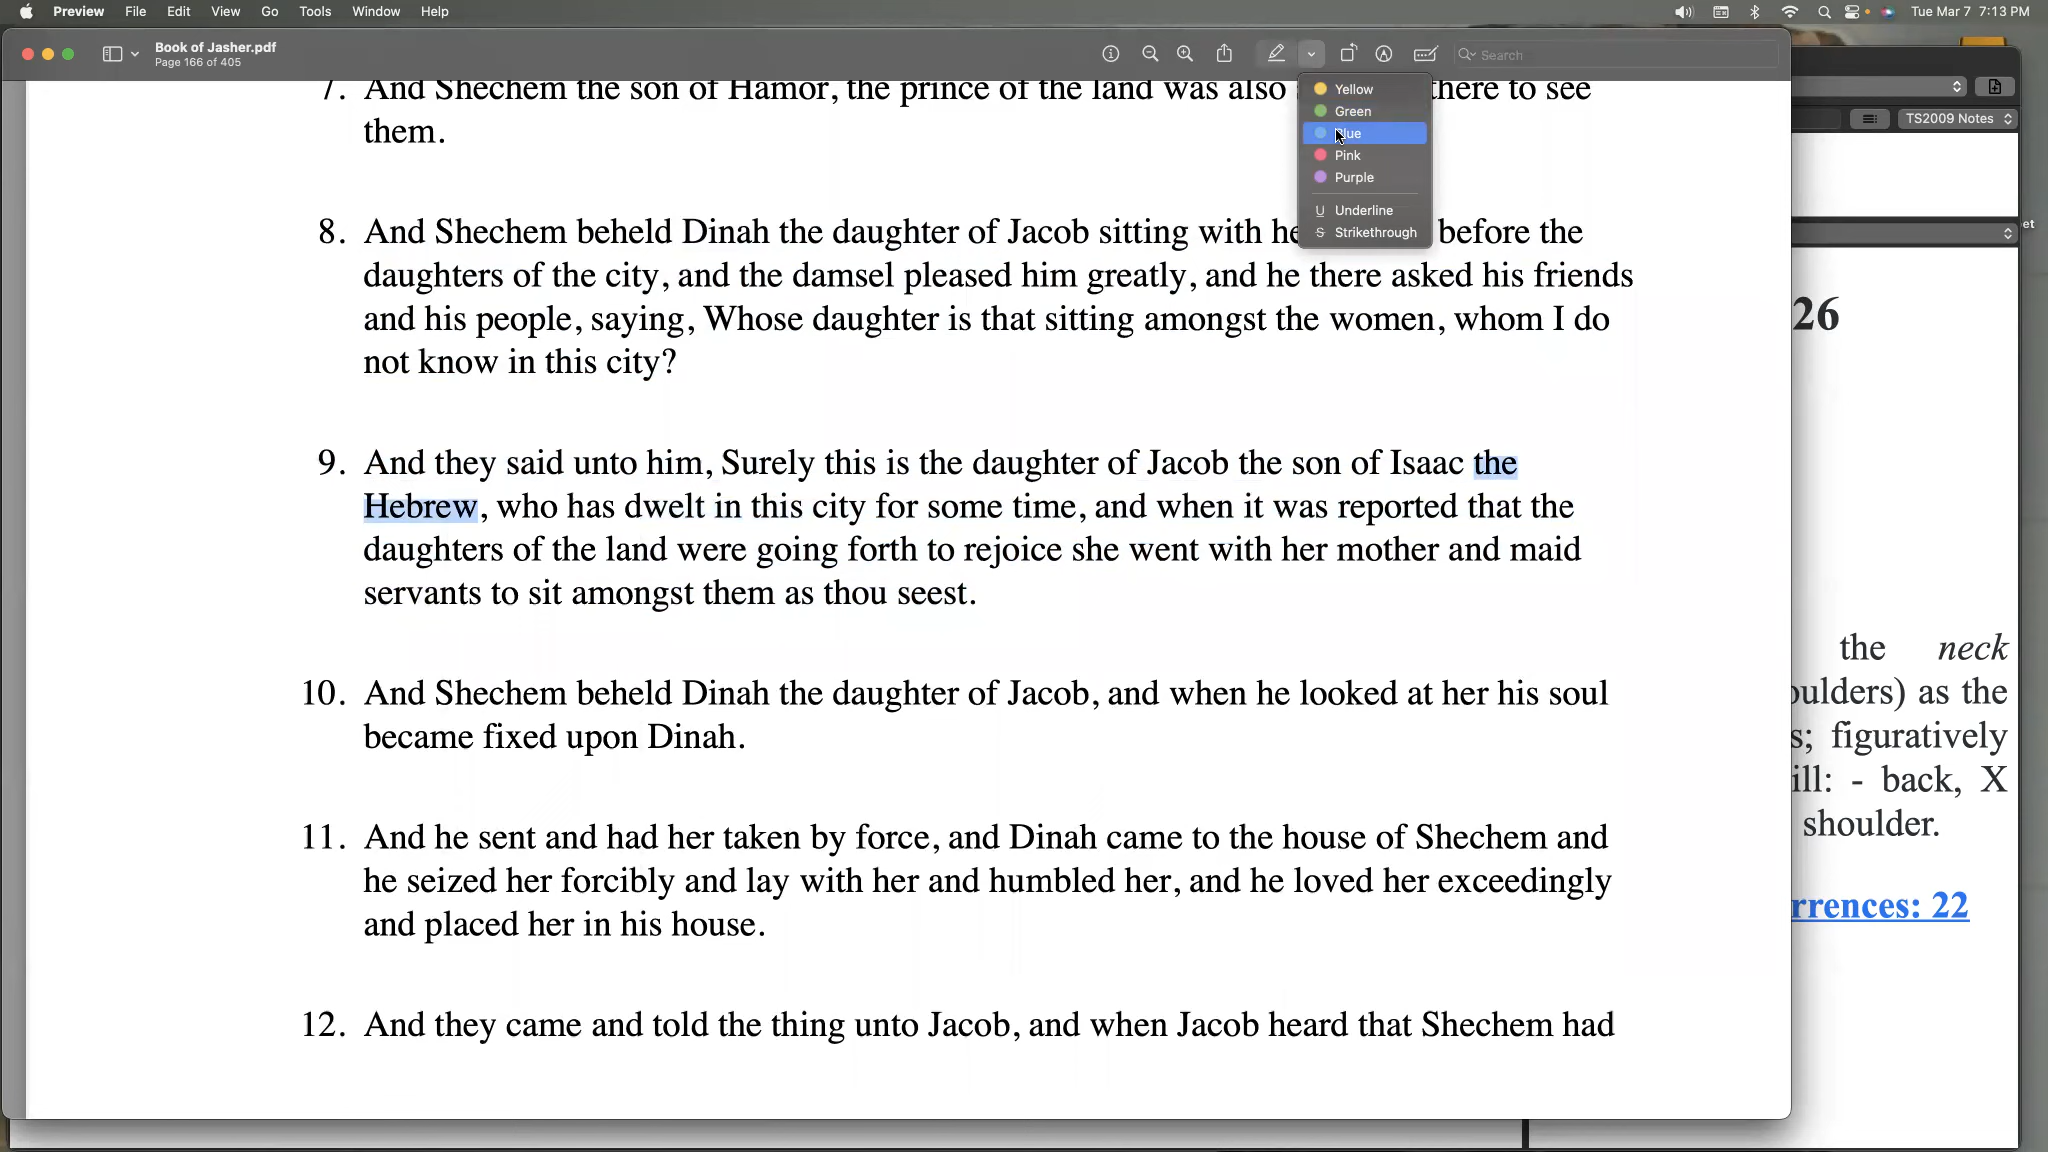 Preview File Edit View Go Tools Window Help
Tue Mar 7 7:13 PM
Book of Jasher.pdf
Page 166 of 405
Search
Yellow
Green
Blue
Pink
Purple
U Underline
S Strikethrough
7. And Shechem the son of Hamor, the prince of the land was also there to see
them.
8. And Shechem beheld Dinah the daughter of Jacob sitting with he before the
daughters of the city, and the damsel pleased him greatly, and he there asked his friends
and his people, saying, Whose daughter is that sitting amongst the women, whom I do
not know in this city?
9. And they said unto him, Surely this is the daughter of Jacob the son of Isaac the
Hebrew, who has dwelt in this city for some time, and when it was reported that the
daughters of the land were going forth to rejoice she went with her mother and maid
servants to sit amongst them as thou seest.
10. And Shechem beheld Dinah the daughter of Jacob, and when he looked at her his soul
became fixed upon Dinah.
11. And he sent and had her taken by force, and Dinah came to the house of Shechem and
he seized her forcibly and lay with her and humbled her, and he loved her exceedingly
and placed her in his house.
12. And they came and told the thing unto Jacob, and when Jacob heard that Shechem had
TS2009 Notes
et
26
the neck
oulders) as the
s; figuratively
ill: - back, X
shoulder.
rrences: 22